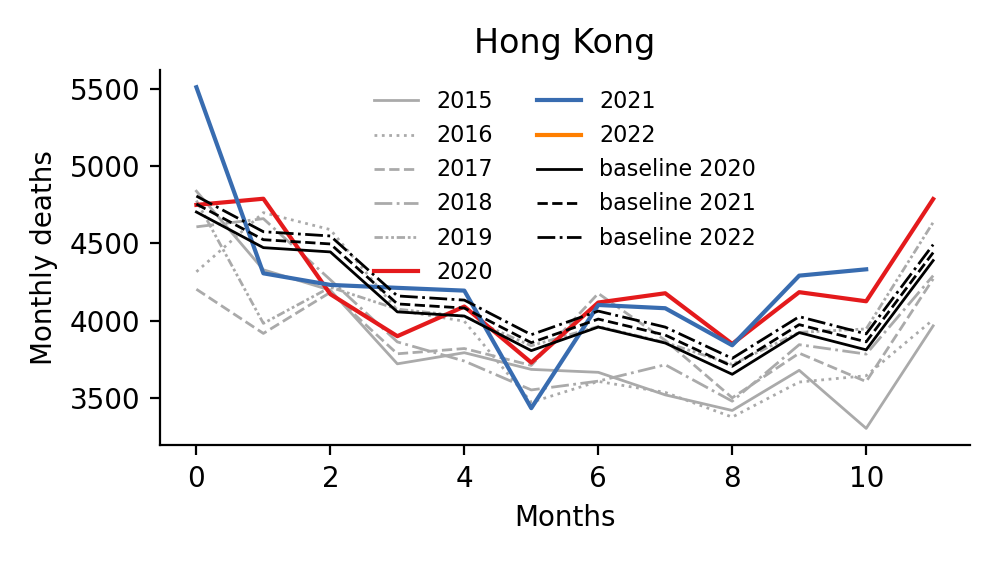 Hong Kong
Monthly deaths
5500
5000
4500
4000
3500
2015
2016
2017
2018
2019
2020
2021
2022
baseline 2020
baseline 2021
baseline 2022
0 2 4 6 8 10
Months